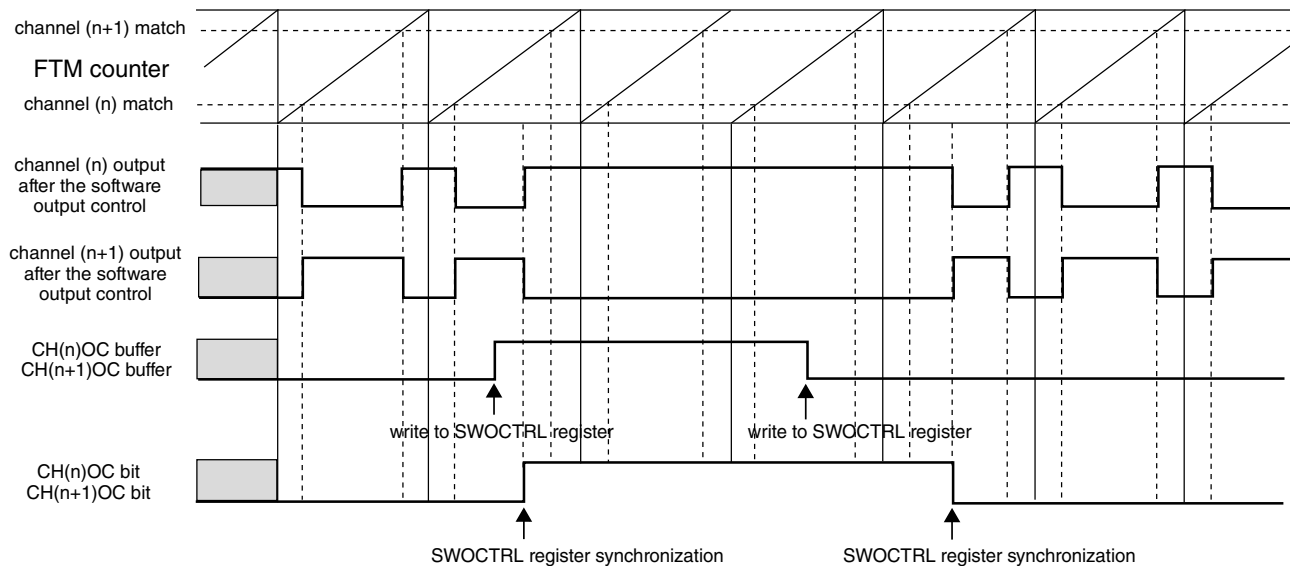 channel (n+1) match
FTM counter
channel (n) match
channel (n) output
after the software
output control
channel (n+1) output
after the software
output control
CH(n)OC buffer
CH(n+1)OC buffer
write to SWOCTRL register
write to SWOCTRL register
CH(n)OC bit
CH(n+1)OC bit
SWOCTRL register synchronization
SWOCTRL register synchronization